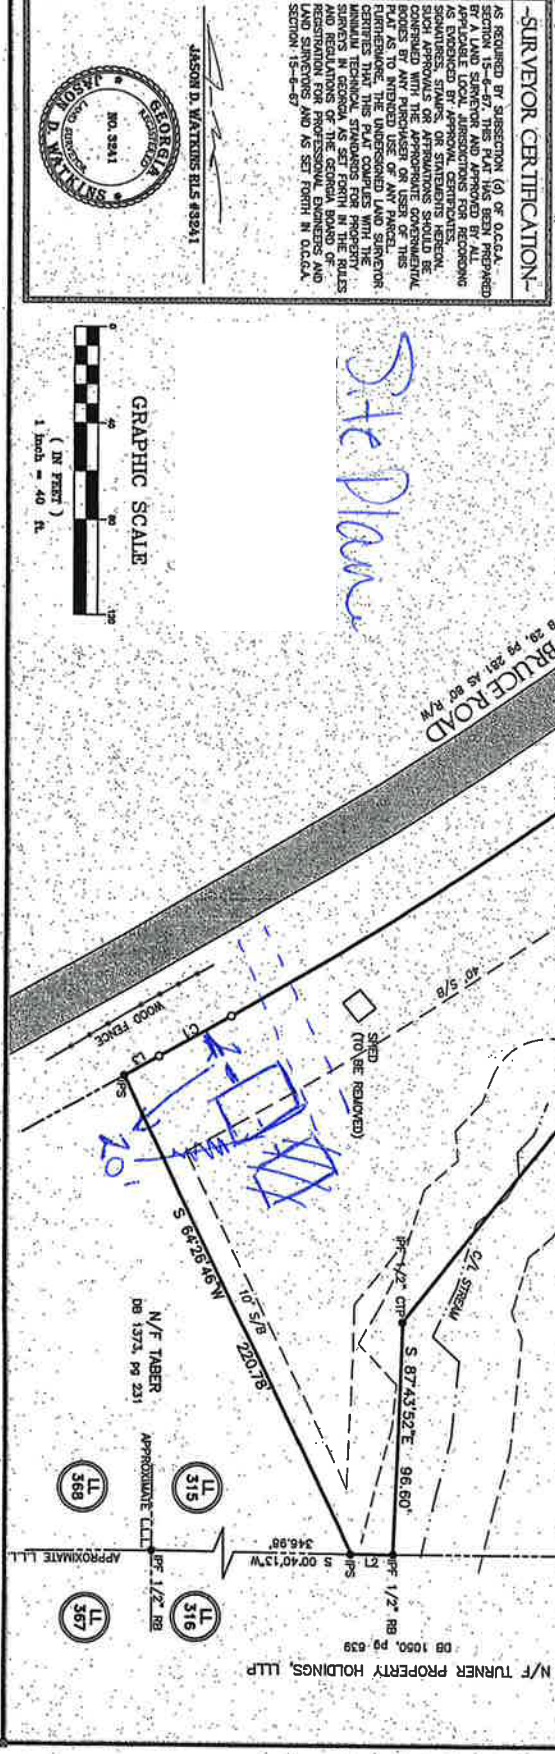 ~SURVEYOR CERTIFICATION~
AS REQUIRED BY SUBSECTION (d) OF O.C.G.A.
SECTION 15-6-67, THIS PLAT HAS BEEN PREPARED
BY A LAND SURVEYOR AND APPROVED BY ALL
APPLICABLE LOCAL JURISDICTIONS FOR RECORDING
AS EVIDENCED BY APPROVAL CERTIFICATES,
SIGNATURES, STAMPS, OR STATEMENTS HEREON.
SUCH APPROVALS OR AFFIRMATIONS SHOULD BE
CONFIRMED WITH THE APPROPRIATE GOVERNMENTAL
BODIES BY ANY PURCHASER OR USER OF THIS
PLAT AS TO INTENDED USE OF ANY PARCEL.
FURTHERMORE, THE UNDERSIGNED LAND SURVEYOR
CERTIFIES THAT THIS PLAT COMPLIES WITH THE
MINIMUM TECHNICAL STANDARDS FOR PROPERTY
SURVEYS IN GEORGIA AS SET FORTH IN THE RULES
AND REGULATIONS OF THE GEORGIA BOARD OF
REGISTRATION FOR PROFESSIONAL ENGINEERS AND
LAND SURVEYORS AND AS SET FORTH IN O.C.G.A.
SECTION 15-6-67
JASON D. WATKINS RLS #3241
GEORGIA
REGISTERED
NO. 3241
LAND SURVEYOR
JASON D. WATKINS
Site Plan
GRAPHIC SCALE
0 40 80 120
( IN FEET )
1 inch = 40 ft.
BRUCE ROAD
PG 281 AS 80' R/W
WOOD FENCE
SHED
(TO BE REMOVED)
40' S/B
L3
C1
IPS
20'
S 64°26'46"W
220.78'
10' S/B
C/L STREAM
IPF 1/2" CTP
S 87°43'52"E 96.60'
N/F TABER
DB 1373, PG 231
IPF 1/2" RB
L2
IPS
S 00°40'13"W
346.98'
APPROXIMATE L.L.L.
IPF 1/2" RB
APPROXIMATE L.L.L.
LL
315
LL
316
LL
368
LL
367
N/F TURNER PROPERTY HOLDINGS, LLLP
DB 1050, PG 639